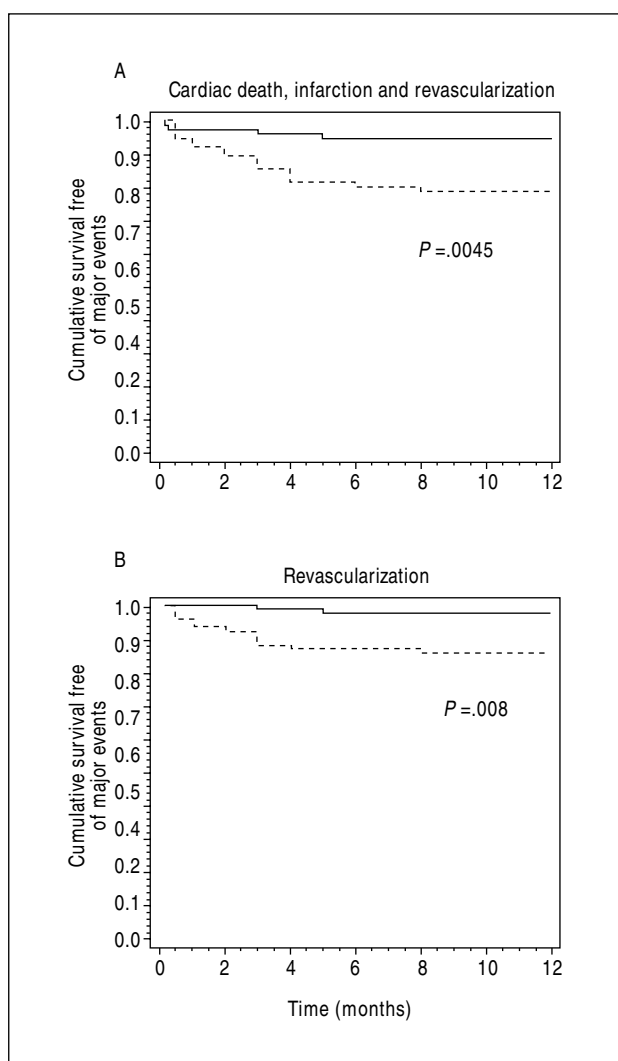 A
Cardiac death, infarction and revascularization
Cumulative survival free
of major events
1.0
0.9
0.8
0.7
0.6
0.5
0.4
0.2
0.1
0.0
P =.0045
0 2 4 6 8 10 12
B
Revascularization
Cumulative survival free
of major events
1.0
0.9
0.8
0.7
0.6
0.5
0.4
0.2
0.1
0.0
P =.008
0 2 4 6 8 10 12
Time (months)